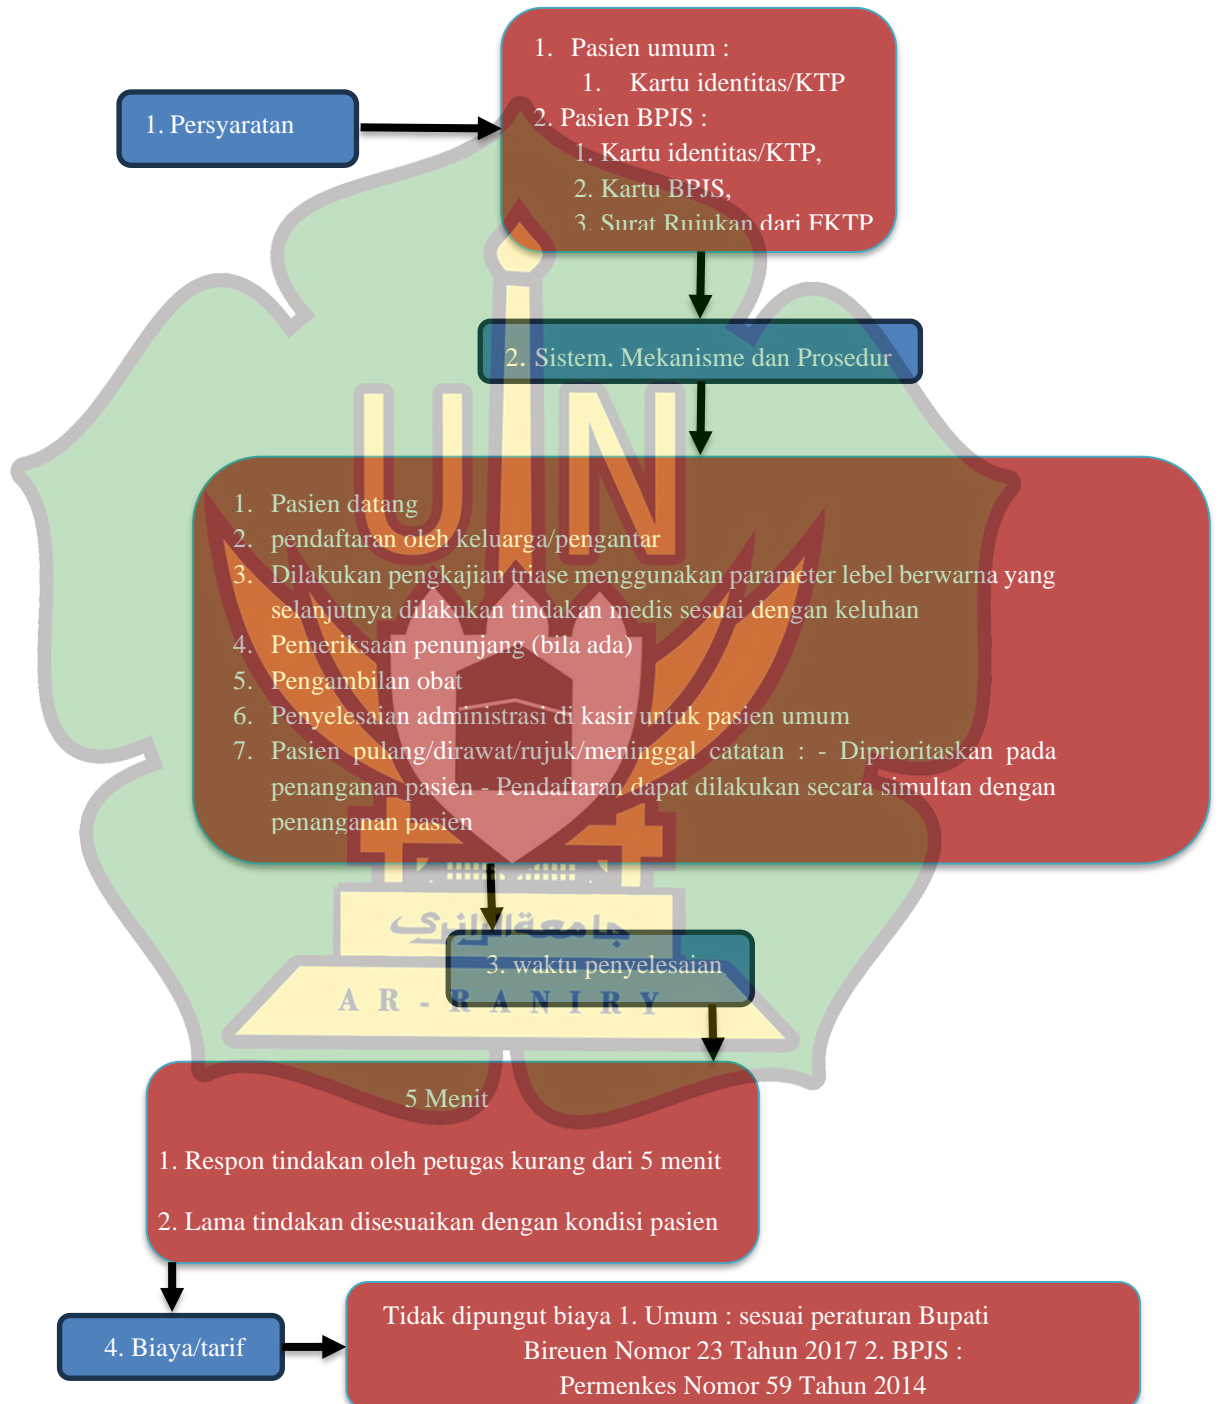 1. Pasien umum :
1. Kartu identitas/KTP
2. Pasien BPJS :
1. Kartu identitas/KTP,
2. Kartu BPJS,
3. Surat Rujukan dari FKTP
1. Persyaratan
2. Sistem, Mekanisme dan Prosedur
UIN
1. Pasien datang
2. pendaftaran oleh keluarga/pengantar
3. Dilakukan pengkajian triase menggunakan parameter lebel berwarna yang
selanjutnya dilakukan tindakan medis sesuai dengan keluhan
4. Pemeriksaan penunjang (bila ada)
5. Pengambilan obat
6. Penyelesaian administrasi di kasir untuk pasien umum
7. Pasien pulang/dirawat/rujuk/meninggal catatan : - Diprioritaskan pada
penanganan pasien - Pendaftaran dapat dilakukan secara simultan dengan
penanganan pasien
جامعة الرانري
3. waktu penyelesaian
AR-RANIRY
5 Menit
1. Respon tindakan oleh petugas kurang dari 5 menit
2. Lama tindakan disesuaikan dengan kondisi pasien
4. Biaya/tarif
Tidak dipungut biaya 1. Umum : sesuai peraturan Bupati
Bireuen Nomor 23 Tahun 2017 2. BPJS :
Permenkes Nomor 59 Tahun 2014